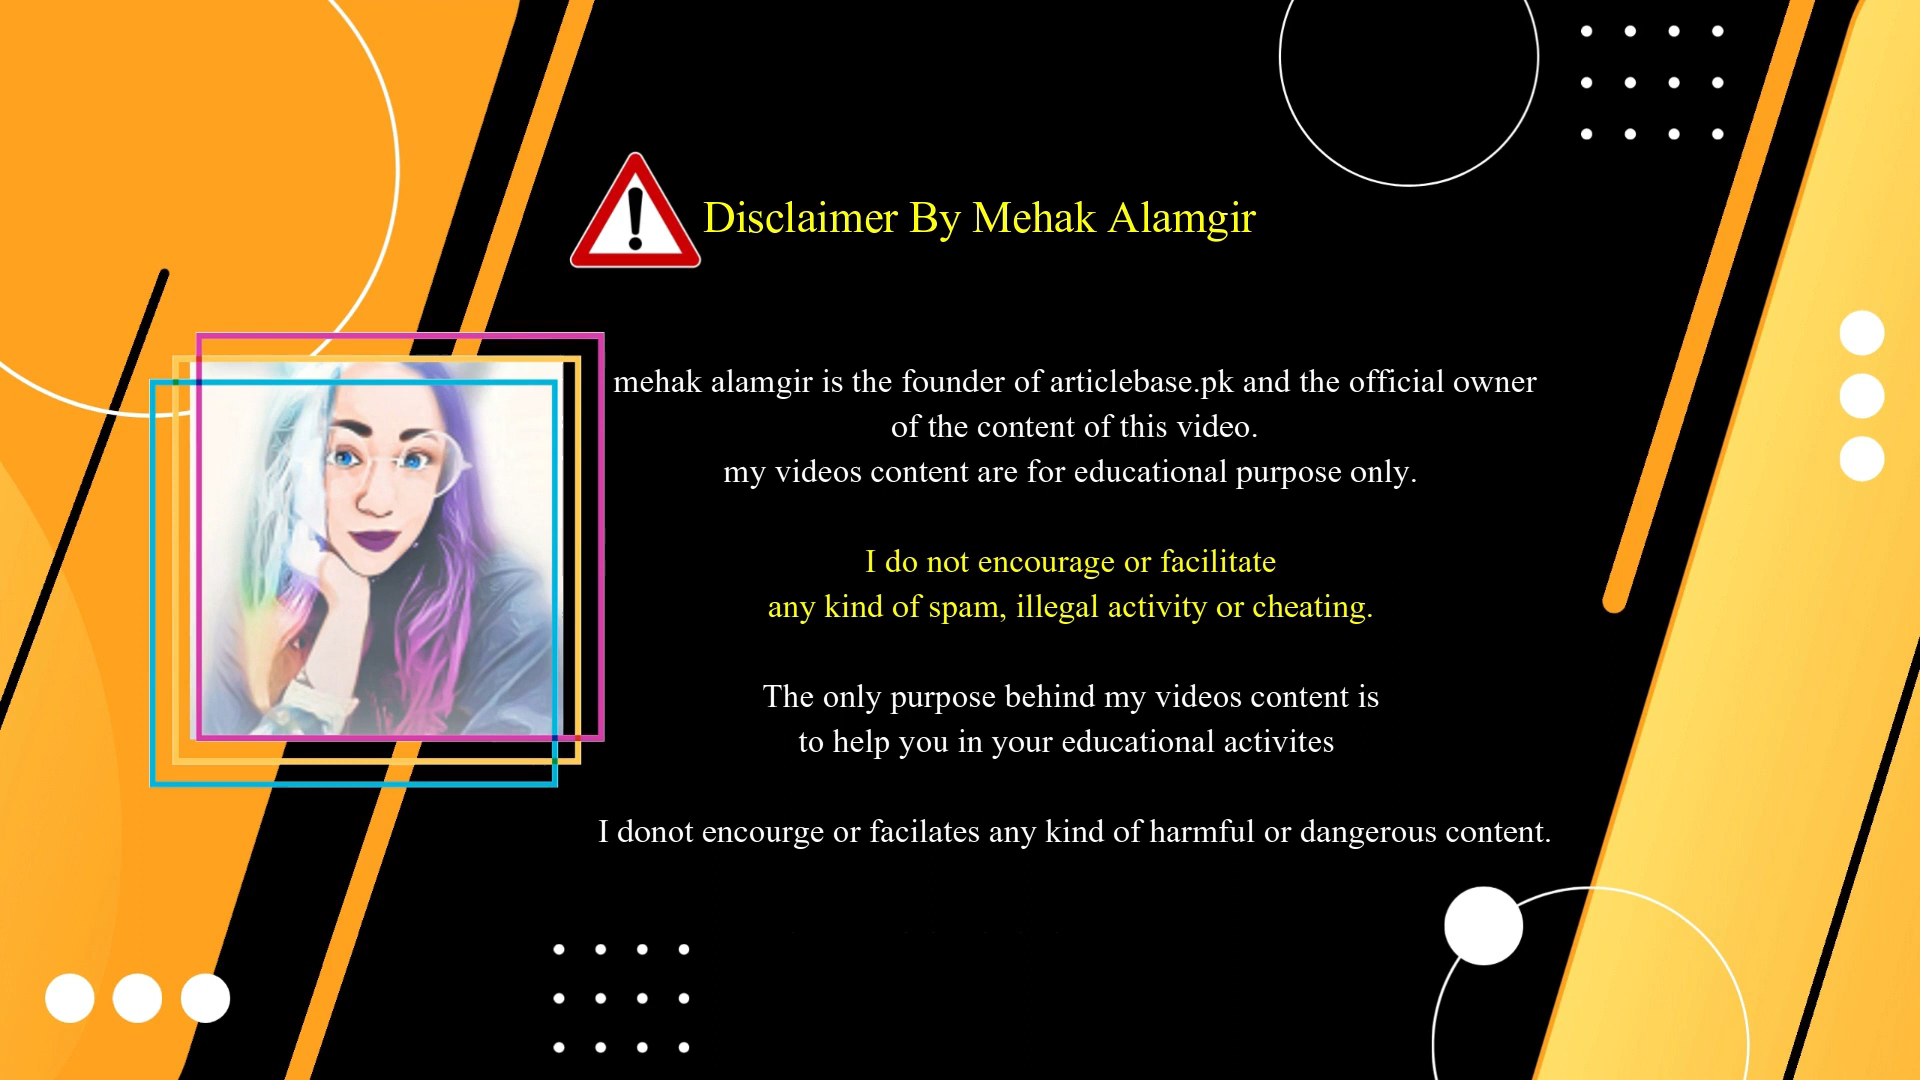 Disclaimer By Mehak Alamgir
mehak alamgir is the founder of articlebase.pk and the official owner
of the content of this video.
my videos content are for educational purpose only.
I do not encourage or facilitate
any kind of spam, illegal activity or cheating.
The only purpose behind my videos content is
to help you in your educational activites
I donot encourge or facilates any kind of harmful or dangerous content.